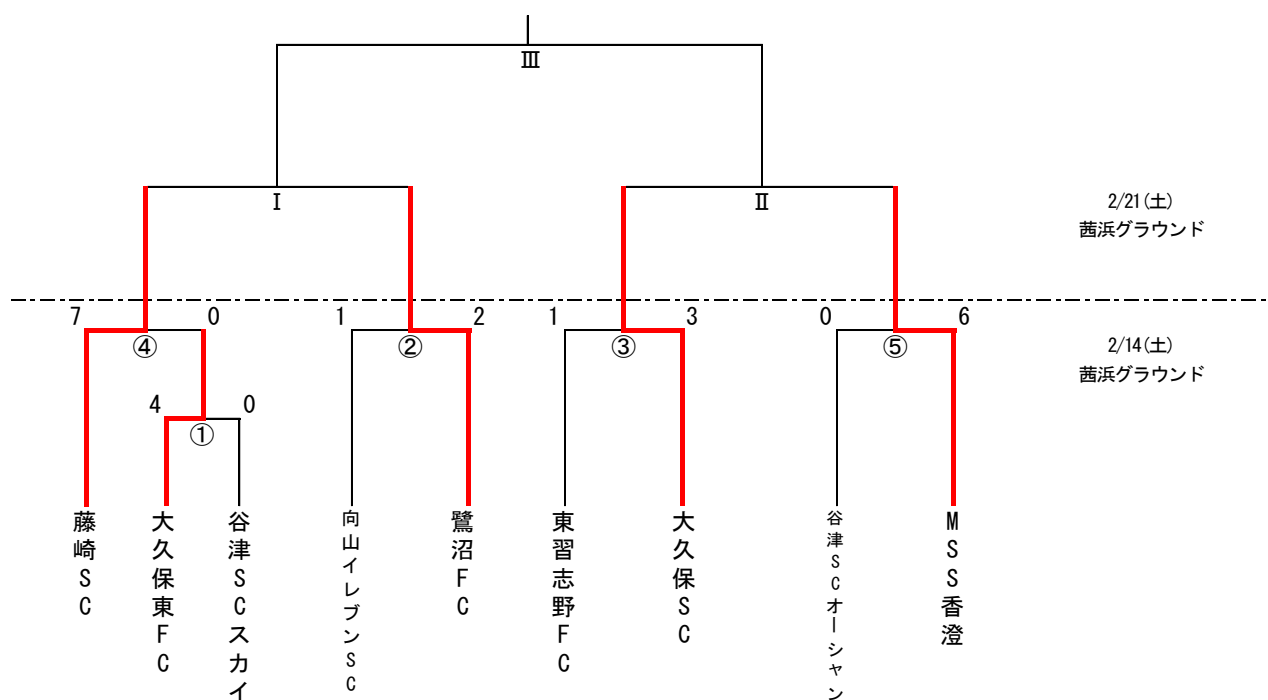 Ⅲ
Ⅰ
Ⅱ
2/21(土)
茜浜グラウンド
7
0
1
2
1
3
0
6
④
②
③
⑤
2/14(土)
茜浜グラウンド
4
0
①
藤崎SC
大久保東FC
谷津SCスカイ
向山イレブンSC
鷺沼FC
東習志野FC
大久保SC
谷津SCオーシャン
MSS香澄